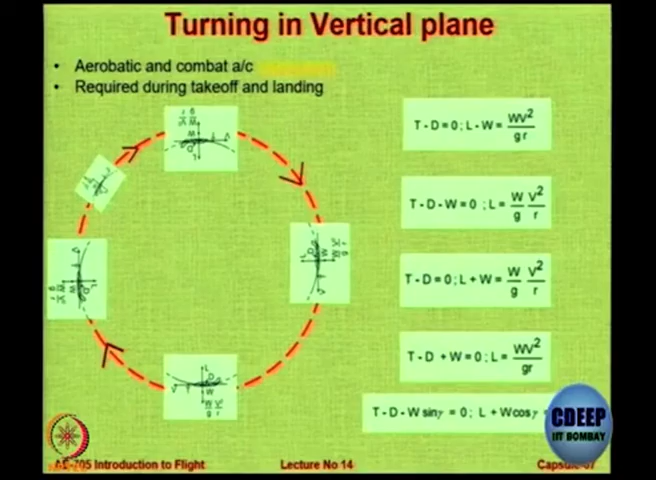 Turning in Vertical plane
• Aerobatic and combat a/c
• Required during takeoff and landing
T - D = 0 ; L - W = WV²/gr
T - D - W = 0 ; L = W/g V²/r
T - D = 0 ; L + W = W/g V²/r
T - D + W = 0 ; L = WV²/gr
T - D - W sinγ = 0 ; L + W cosγ =
CDEEP
IIT BOMBAY
AE-705 Introduction to Flight
Lecture No 14
Capsule-07